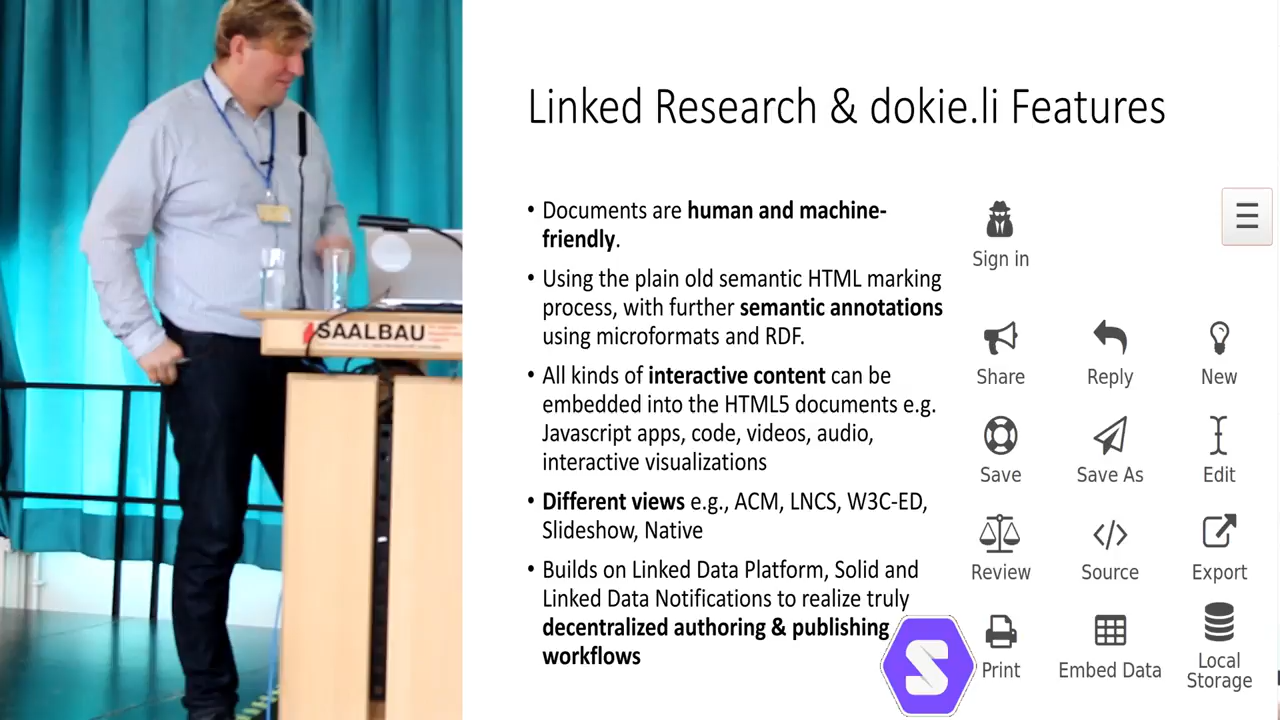 Linked Research & dokie.li Features
• Documents are human and machine-
friendly.
• Using the plain old semantic HTML marking
process, with further semantic annotations
using microformats and RDF.
• All kinds of interactive content can be
embedded into the HTML5 documents e.g.
Javascript apps, code, videos, audio,
interactive visualizations
• Different views e.g., ACM, LNCS, W3C-ED,
Slideshow, Native
• Builds on Linked Data Platform, Solid and
Linked Data Notifications to realize truly
decentralized authoring & publishing
workflows
Sign in
Share Reply New
Save Save As Edit
Review Source Export
Print Embed Data Local
Storage
SAALBAU